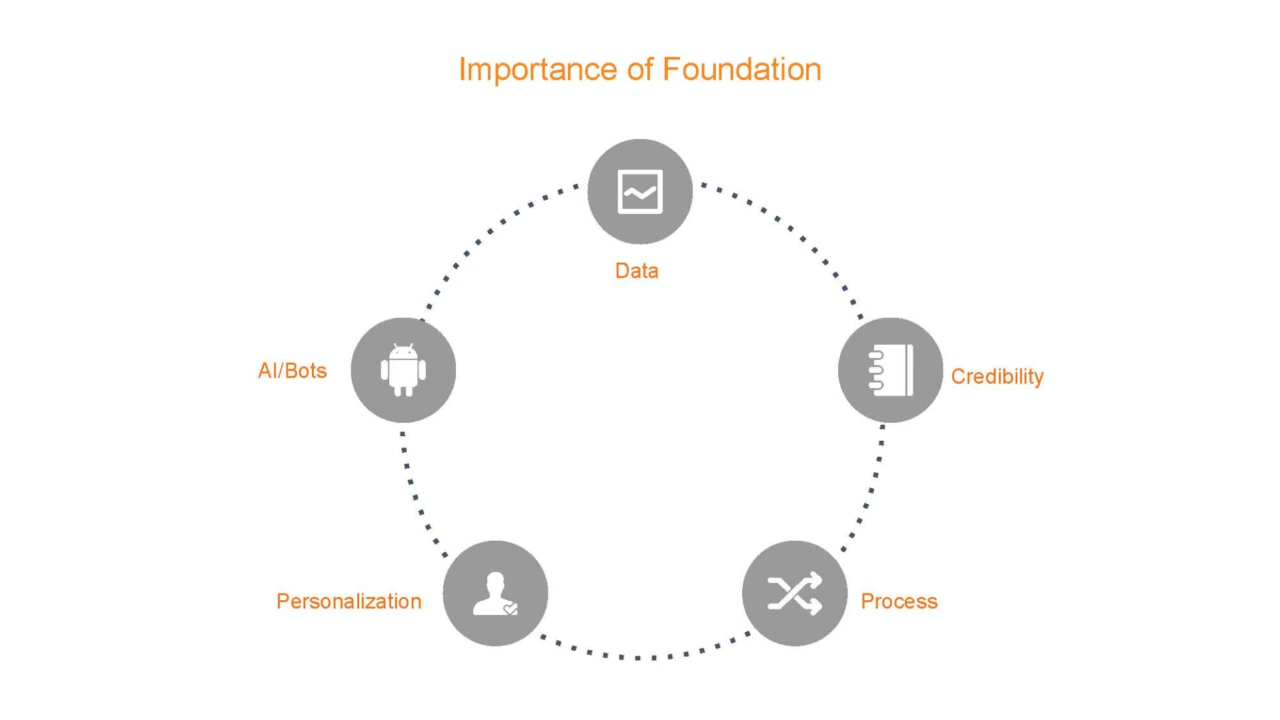 Importance of Foundation
Data
AI/Bots
Credibility
Personalization
Process